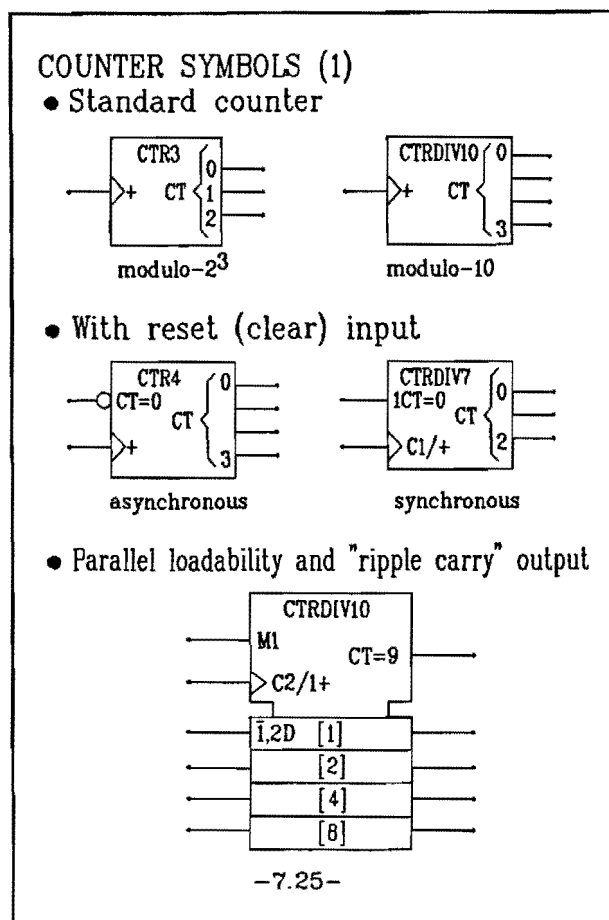 COUNTER SYMBOLS (1)
● Standard counter
CTR3
+ CT 0
1
2
modulo-2³
CTRDIV10
+ CT 0
3
modulo-10
● With reset (clear) input
CTR4
CT=0
+ CT 0
3
asynchronous
CTRDIV7
1CT=0
C1/+ CT 0
2
synchronous
● Parallel loadability and "ripple carry" output
CTRDIV10
M1
CT=9
C2/1+
1̅,2D [1]
[2]
[4]
[8]
-7.25-